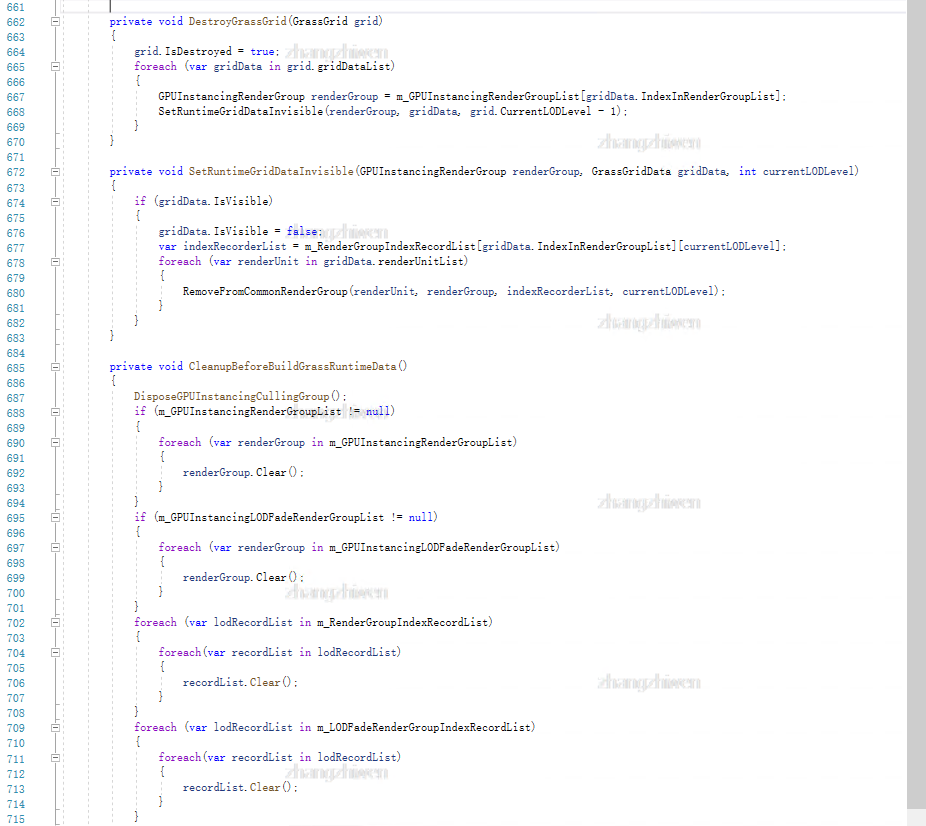 661
662 private void DestroyGrassGrid(GrassGrid grid)
663 {
664 grid.IsDestroyed = true;
665 foreach (var gridData in grid.gridDataList)
666 {
667 GPUInstancingRenderGroup renderGroup = m_GPUInstancingRenderGroupList[gridData.IndexInRenderGroupList];
668 SetRuntimeGridDataInvisible(renderGroup, gridData, grid.CurrentLODLevel - 1);
669 }
670 }
671
672 private void SetRuntimeGridDataInvisible(GPUInstancingRenderGroup renderGroup, GrassGridData gridData, int currentLODLevel)
673 {
674 if (gridData.IsVisible)
675 {
676 gridData.IsVisible = false;
677 var indexRecorderList = m_RenderGroupIndexRecordList[gridData.IndexInRenderGroupList][currentLODLevel];
678 foreach (var renderUnit in gridData.renderUnitList)
679 {
680 RemoveFromCommonRenderGroup(renderUnit, renderGroup, indexRecorderList, currentLODLevel);
681 }
682 }
683 }
684
685 private void CleanupBeforeBuildGrassRuntimeData()
686 {
687 DisposeGPUInstancingCullingGroup();
688 if (m_GPUInstancingRenderGroupList != null)
689 {
690 foreach (var renderGroup in m_GPUInstancingRenderGroupList)
691 {
692 renderGroup.Clear();
693 }
694 }
695 if (m_GPUInstancingLODFadeRenderGroupList != null)
696 {
697 foreach (var renderGroup in m_GPUInstancingLODFadeRenderGroupList)
698 {
699 renderGroup.Clear();
700 }
701 }
702 foreach (var lodRecordList in m_RenderGroupIndexRecordList)
703 {
704 foreach(var recordList in lodRecordList)
705 {
706 recordList.Clear();
707 }
708 }
709 foreach (var lodRecordList in m_LODFadeRenderGroupIndexRecordList)
710 {
711 foreach(var recordList in lodRecordList)
712 {
713 recordList.Clear();
714 }
715 }